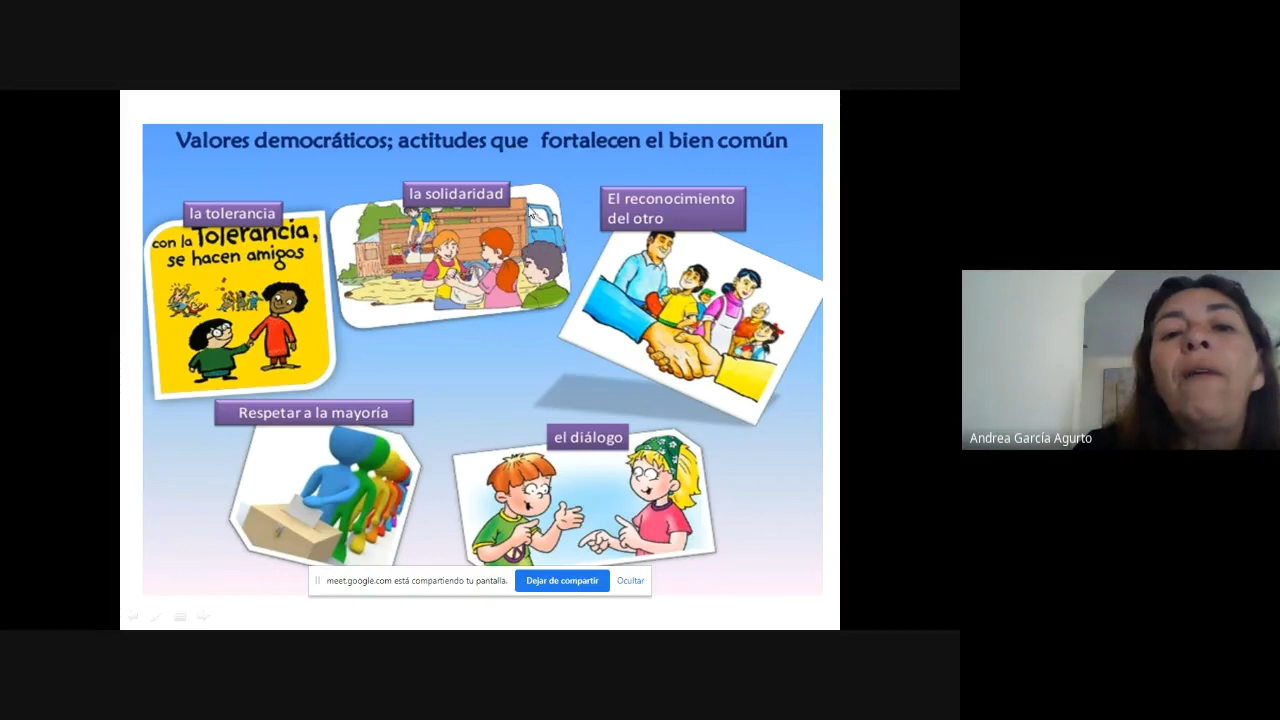 Valores democráticos; actitudes que fortalecen el bien común
la tolerancia
con la Tolerancia,
se hacen amigos
la solidaridad
El reconocimiento
del otro
Respetar a la mayoría
el diálogo
meet.google.com está compartiendo tu pantalla.
Dejar de compartir
Ocultar
Andrea García Agurto